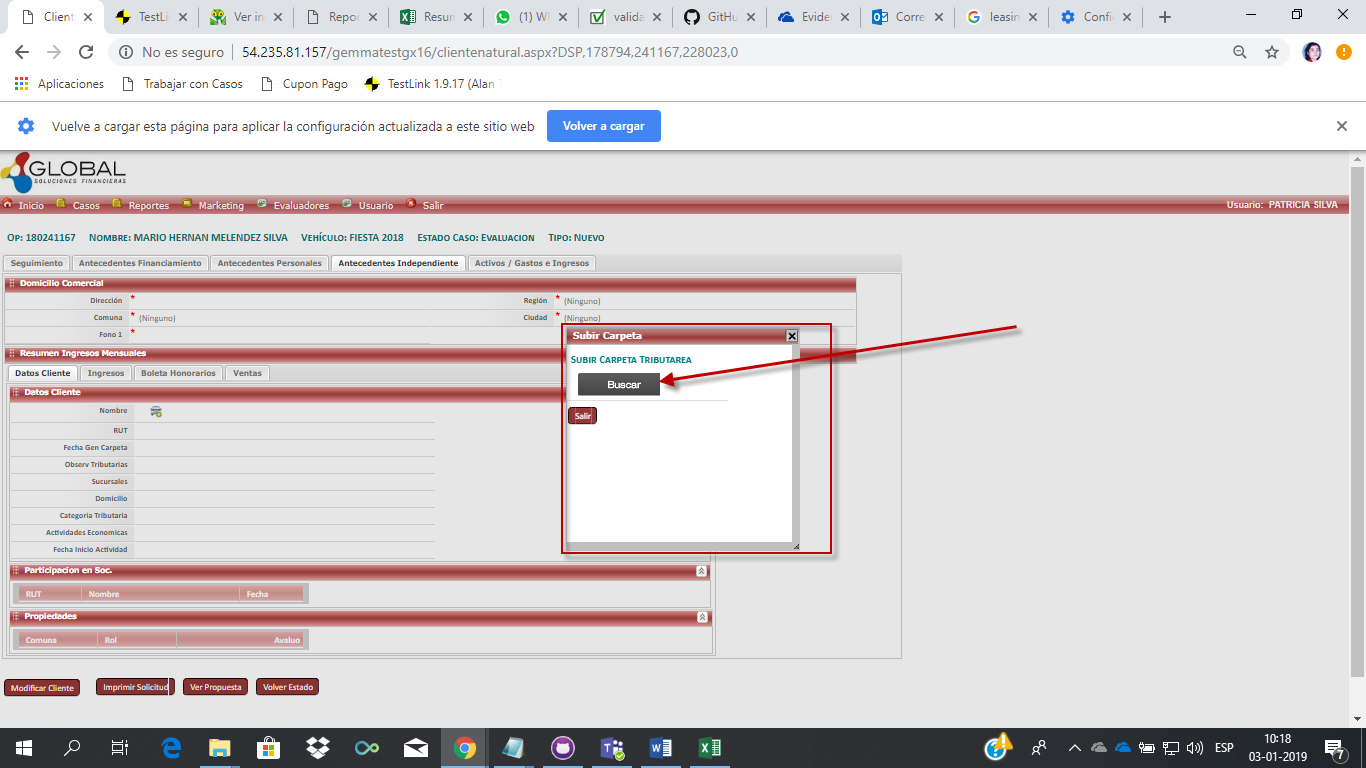 Client
TestLin
Ver in
Repor
Resun
(1) W
valida
GitHu
Evider
Corre
leasin
Confi
No es seguro
54.235.81.157/gemmatestgx16/clientenatural.aspx?DSP,178794,241167,228023,0
Aplicaciones
Trabajar con Casos
Cupon Pago
TestLink 1.9.17 (Alan
Vuelve a cargar esta página para aplicar la configuración actualizada a este sitio web
Volver a cargar
GLOBAL
SOLUCIONES FINANCIERAS
Inicio
Casos
Reportes
Marketing
Evaluadores
Usuario
Salir
Usuario: PATRICIA SILVA
OP: 180241167
NOMBRE: MARIO HERNAN MELENDEZ SILVA
VEHÍCULO: FIESTA 2018
ESTADO CASO: EVALUACION
TIPO: NUEVO
Seguimiento
Antecedentes Financiamiento
Antecedentes Personales
Antecedentes Independiente
Activos / Gastos e Ingresos
Domicilio Comercial
Dirección *
Región * (Ninguno)
Comuna * (Ninguno)
Ciudad * (Ninguno)
Fono 1 *
Subir Carpeta
SUBIR CARPETA TRIBUTAREA
Buscar
Salir
Resumen Ingresos Mensuales
Datos Cliente
Ingresos
Boleta Honorarios
Ventas
Datos Cliente
Nombre
RUT
Fecha Gen Carpeta
Observ Tributarias
Sucursales
Domicilio
Categoria Tributaria
Actividades Economicas
Fecha Inicio Actividad
Participacion en Soc.
RUT
Nombre
Fecha
Propiedades
Comuna
Rol
Avaluo
Modificar Cliente
Imprimir Solicitud
Ver Propuesta
Volver Estado
ESP
10:18
03-01-2019
7